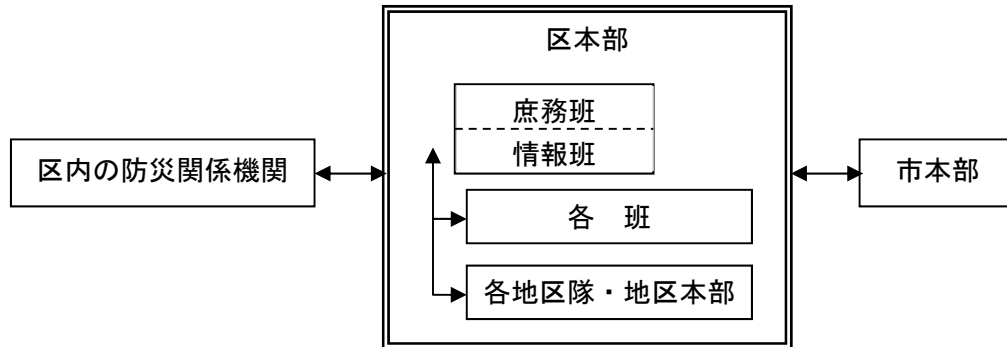 区本部
庶務班
情報班
区内の防災関係機関
市本部
各　班
各地区隊・地区本部